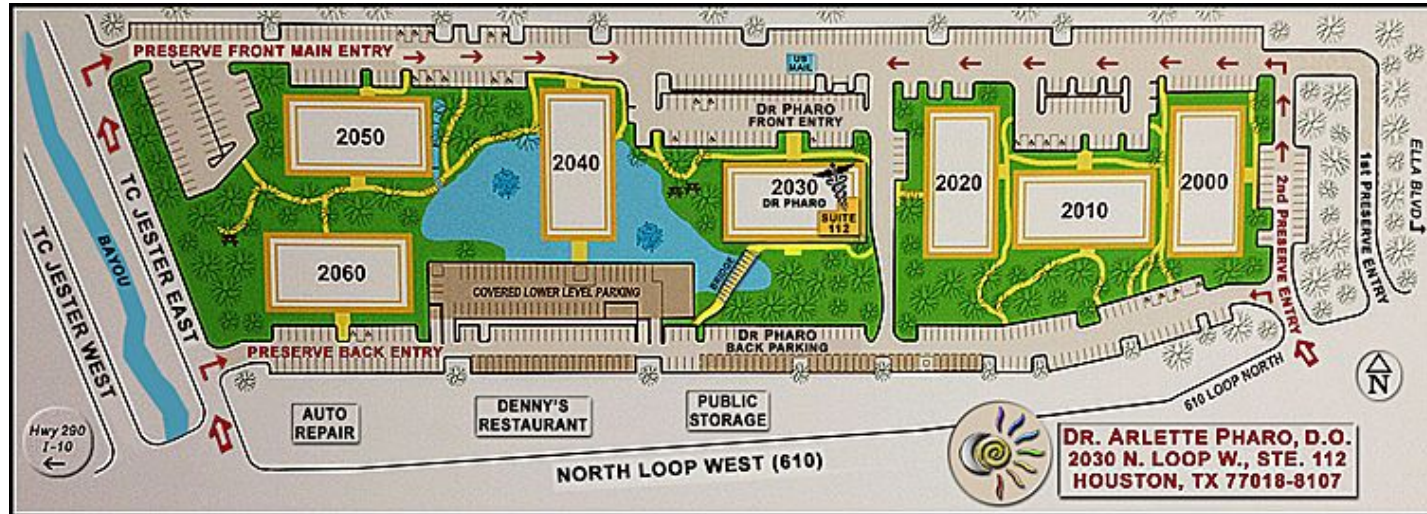 PRESERVE FRONT MAIN ENTRY
US
MAIL
DR PHARO
FRONT ENTRY
2050
2040
2030
DR PHARO
SUITE
112
2020
2010
2000
2060
COVERED LOWER LEVEL PARKING
BRIDGE
DR PHARO
BACK PARKING
PRESERVE BACK ENTRY
1st PRESERVE ENTRY
2nd PRESERVE ENTRY
ELLA BLVD
TC JESTER EAST
BAYOU
TC JESTER WEST
Hwy 290
I-10
AUTO
REPAIR
DENNY'S
RESTAURANT
PUBLIC
STORAGE
NORTH LOOP WEST (610)
610 LOOP NORTH
N
DR. ARLETTE PHARO, D.O.
2030 N. LOOP W., STE. 112
HOUSTON, TX 77018-8107